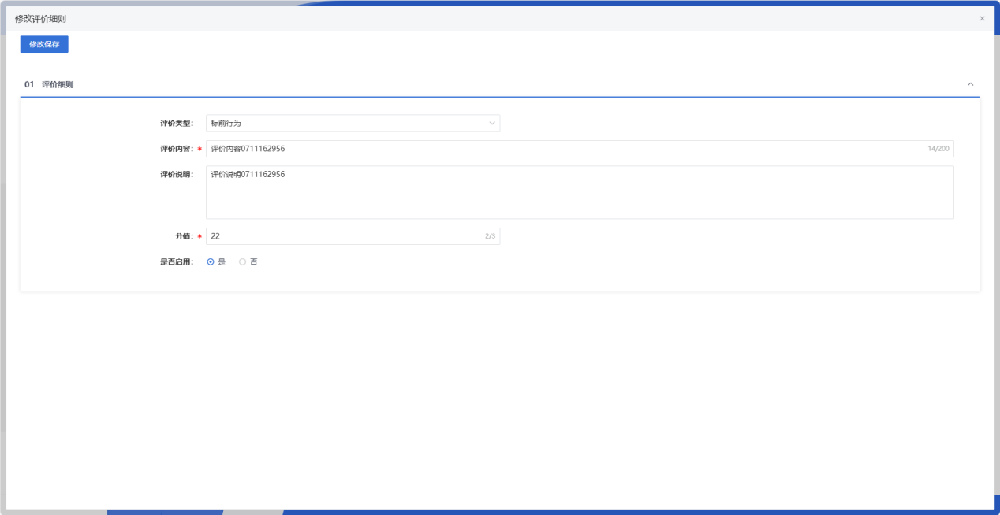 修改评价细则
修改保存
01 评价细则
评价类型： 标前行为
评价内容：* 评价内容0711162956 14/200
评价说明： 评价说明0711162956
分值：* 22 2/3
是否启用： 是 否